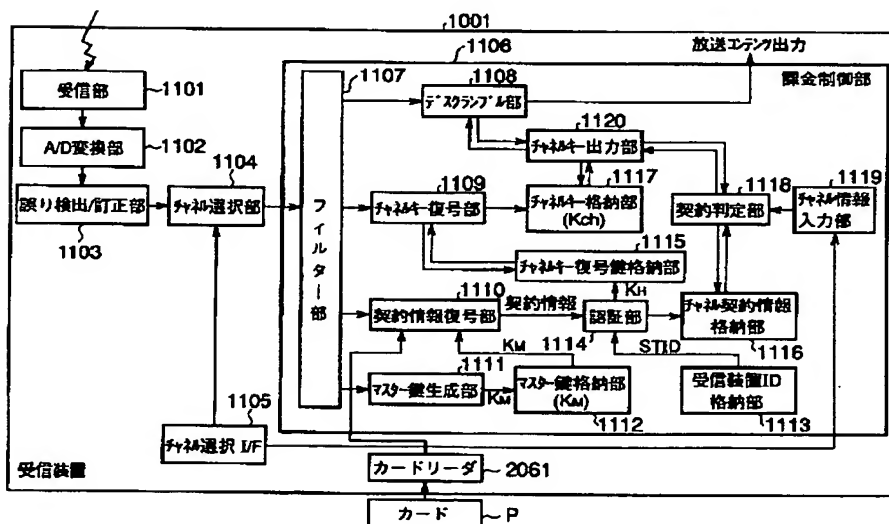 1001
1106
放送コンテンツ出力
1107
1108
課金制御部
受信部
1101
デスクランブル部
1120
A/D変換部
1102
1104
チャネルキー出力部
1119
誤り検出/訂正部
チャネル選択部
1103
フィルター部
1109
チャネルキー復号部
1117
チャネルキー格納部
(Kch)
1118
契約判定部
チャネル情報
入力部
1115
チャネルキー復号鍵格納部
1110
契約情報
KH
契約情報復号部
認証部
1114
チャネル契約情報
格納部
1116
KM
STID
1111
マスター鍵生成部
KM
マスター鍵格納部
(KM)
1112
受信装置ID
格納部
1113
1105
チャネル選択 I/F
受信装置
カードリーダ
2061
カード
P